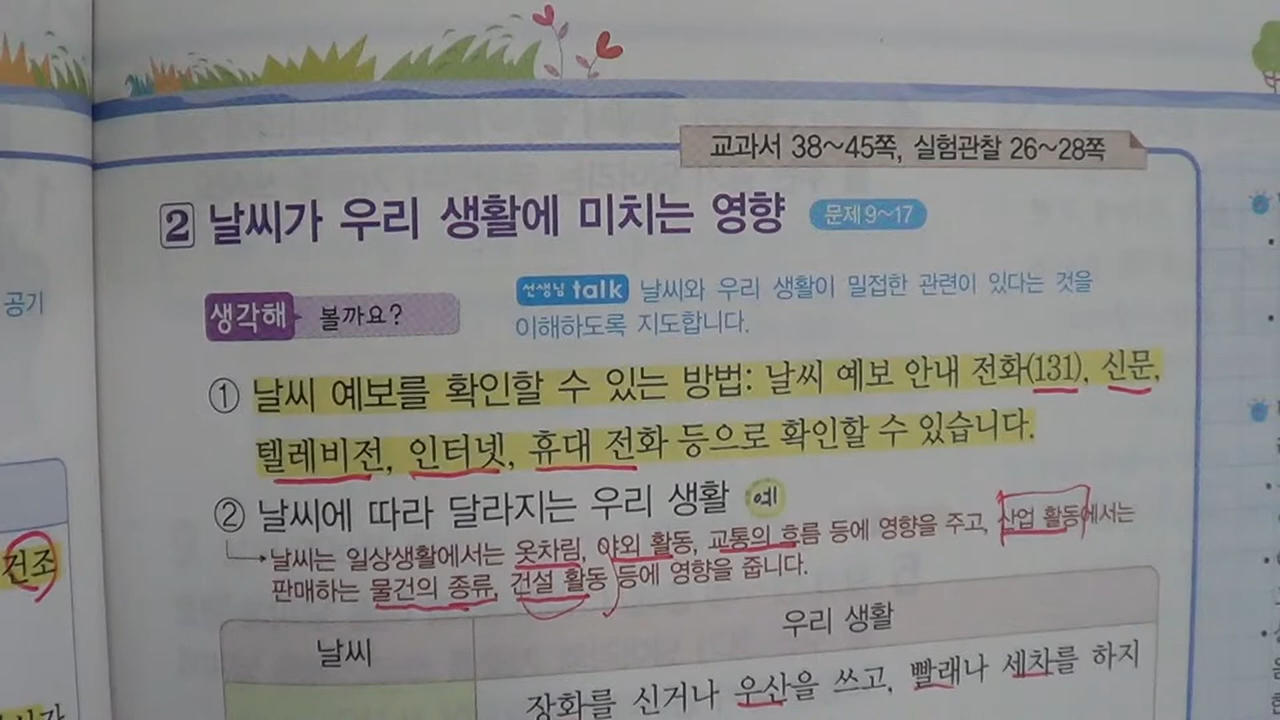 교과서 38~45쪽, 실험관찰 26~28쪽
2 날씨가 우리 생활에 미치는 영향 문제 9~17
공기
생각해 볼까요?
선생님 talk 날씨와 우리 생활이 밀접한 관련이 있다는 것을
이해하도록 지도합니다.
① 날씨 예보를 확인할 수 있는 방법: 날씨 예보 안내 전화(131), 신문,
텔레비전, 인터넷, 휴대 전화 등으로 확인할 수 있습니다.
② 날씨에 따라 달라지는 우리 생활 예
→날씨는 일상생활에서는 옷차림, 야외 활동, 교통의 흐름 등에 영향을 주고, 산업 활동에서는
판매하는 물건의 종류, 건설 활동 등에 영향을 줍니다.
건조
날씨
우리 생활
장화를 신거나 우산을 쓰고, 빨래나 세차를 하지